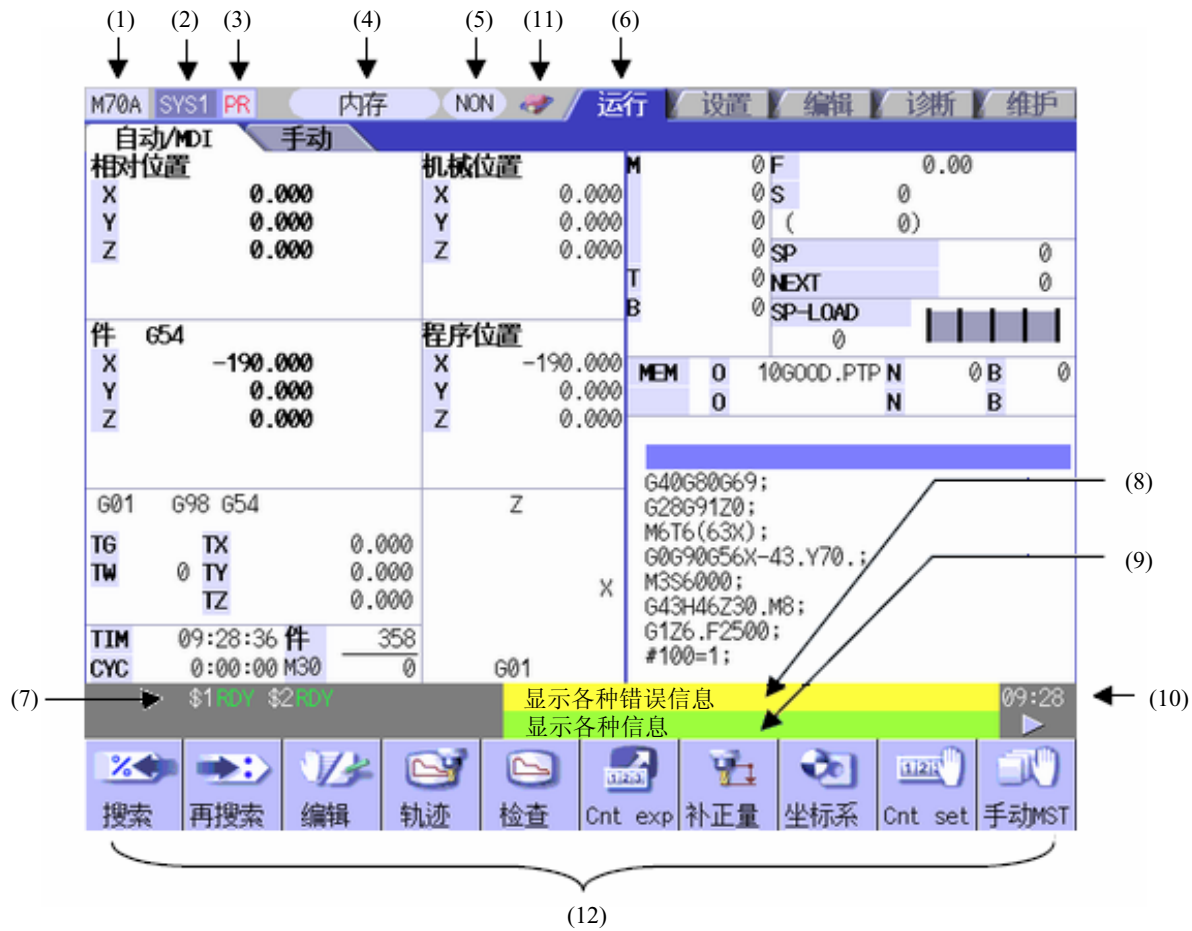 (1) (2) (3) (4) (5) (11) (6)
M70A SYS1 PR 内存 NON 运行 设置 编辑 诊断 维护
自动/MDI 手动
相对位置 机械位置 M 0 F 0.00
X 0.000 X 0.000 0 S 0
Y 0.000 Y 0.000 0 ( 0)
Z 0.000 Z 0.000 0 SP 0
T 0 NEXT 0
B 0 SP-LOAD
0
件 G54 程序位置
X -190.000 X -190.000 MEM O 10GOOD.PTP N 0 B 0
Y 0.000 Y 0.000 O N B
Z 0.000 Z 0.000
G40G80G69; (8)
G01 G98 G54 Z G28G91Z0;
M6T6(63X);
TG TX 0.000
TW 0 TY 0.000 G0G90G56X-43.Y70.; (9)
TZ 0.000 X M3S6000;
G43H46Z30.M8;
TIM 09:28:36 件 358 G1Z6.F2500;
CYC 0:00:00 M30 0 G01 #100=1;
(7) $1 RDY $2 RDY 显示各种错误信息 09:28 (10)
显示各种信息
搜索 再搜索 编辑 轨迹 检查 Cnt exp 补正量 坐标系 Cnt set 手动MST
(12)